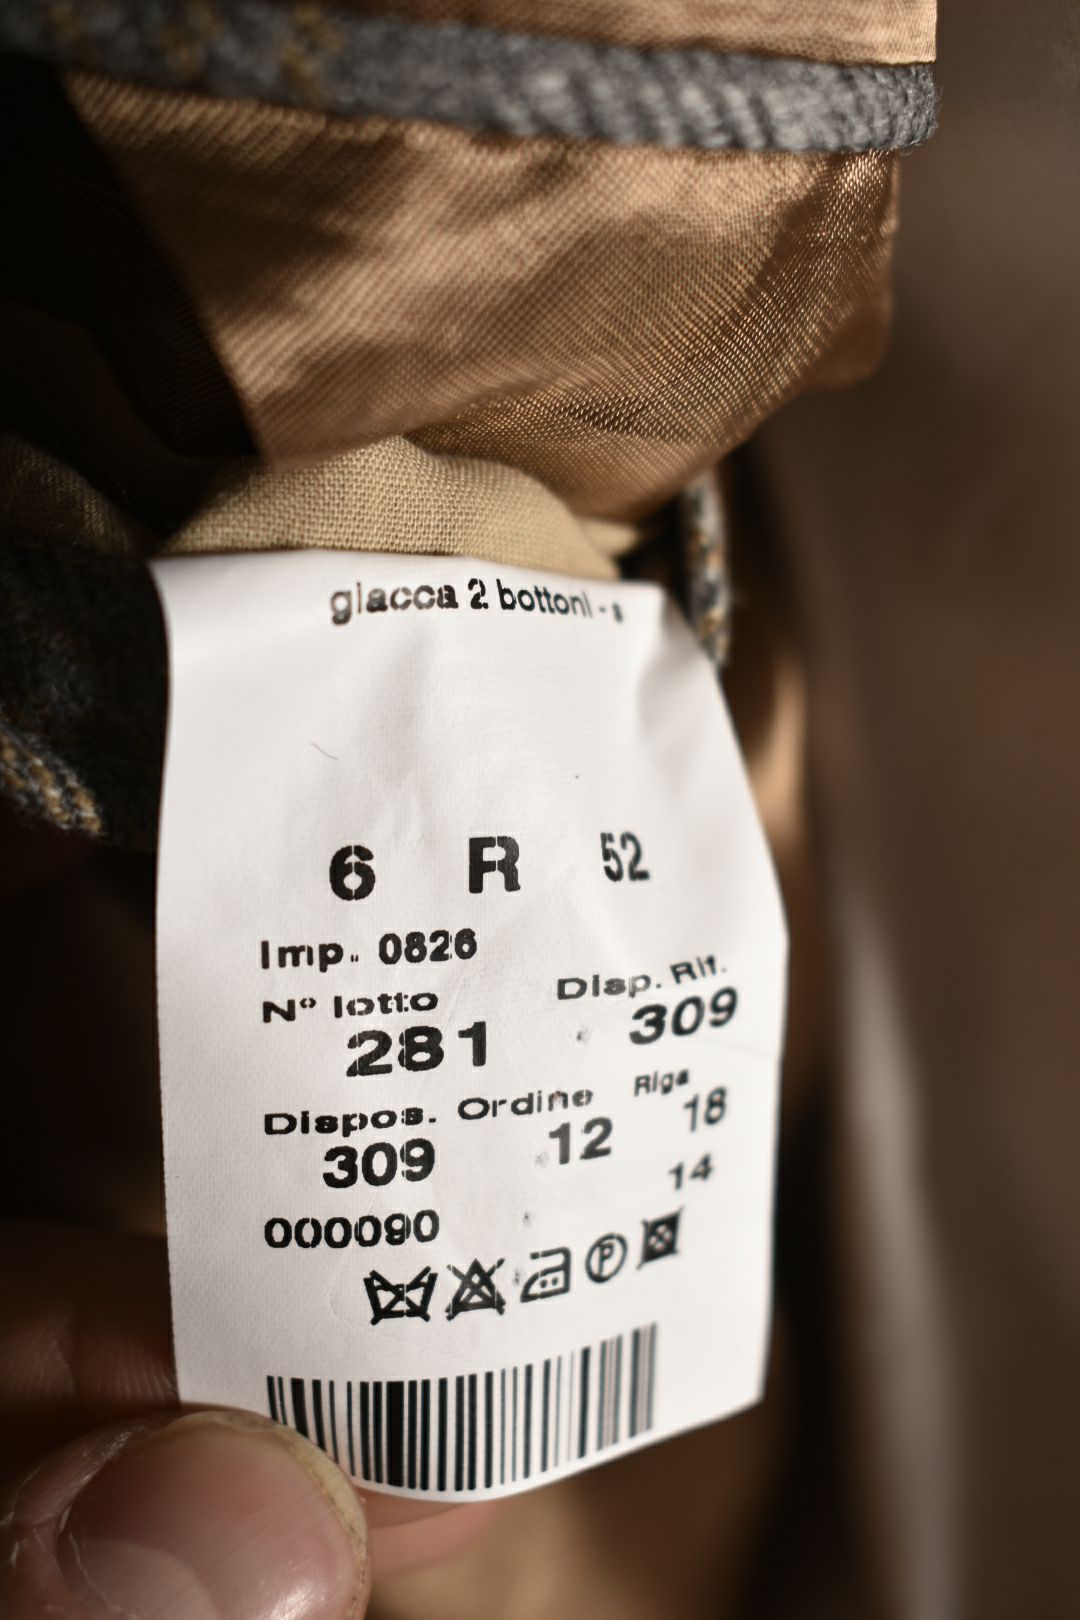 giacca 2 bottoni -
6 R 52
Imp. 0826
N° lotto Disp. Rif.
281 309
Dispos. Ordine Riga
309 12 18
14
000090
P